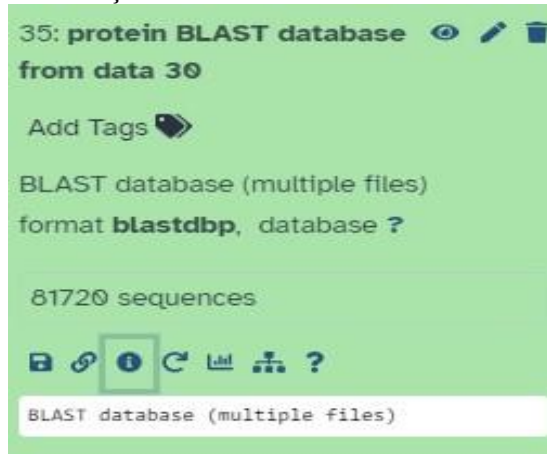 35: protein BLAST database
from data 30
Add Tags
BLAST database (multiple files)
format blastdbp, database ?
81720 sequences
?
BLAST database (multiple files)